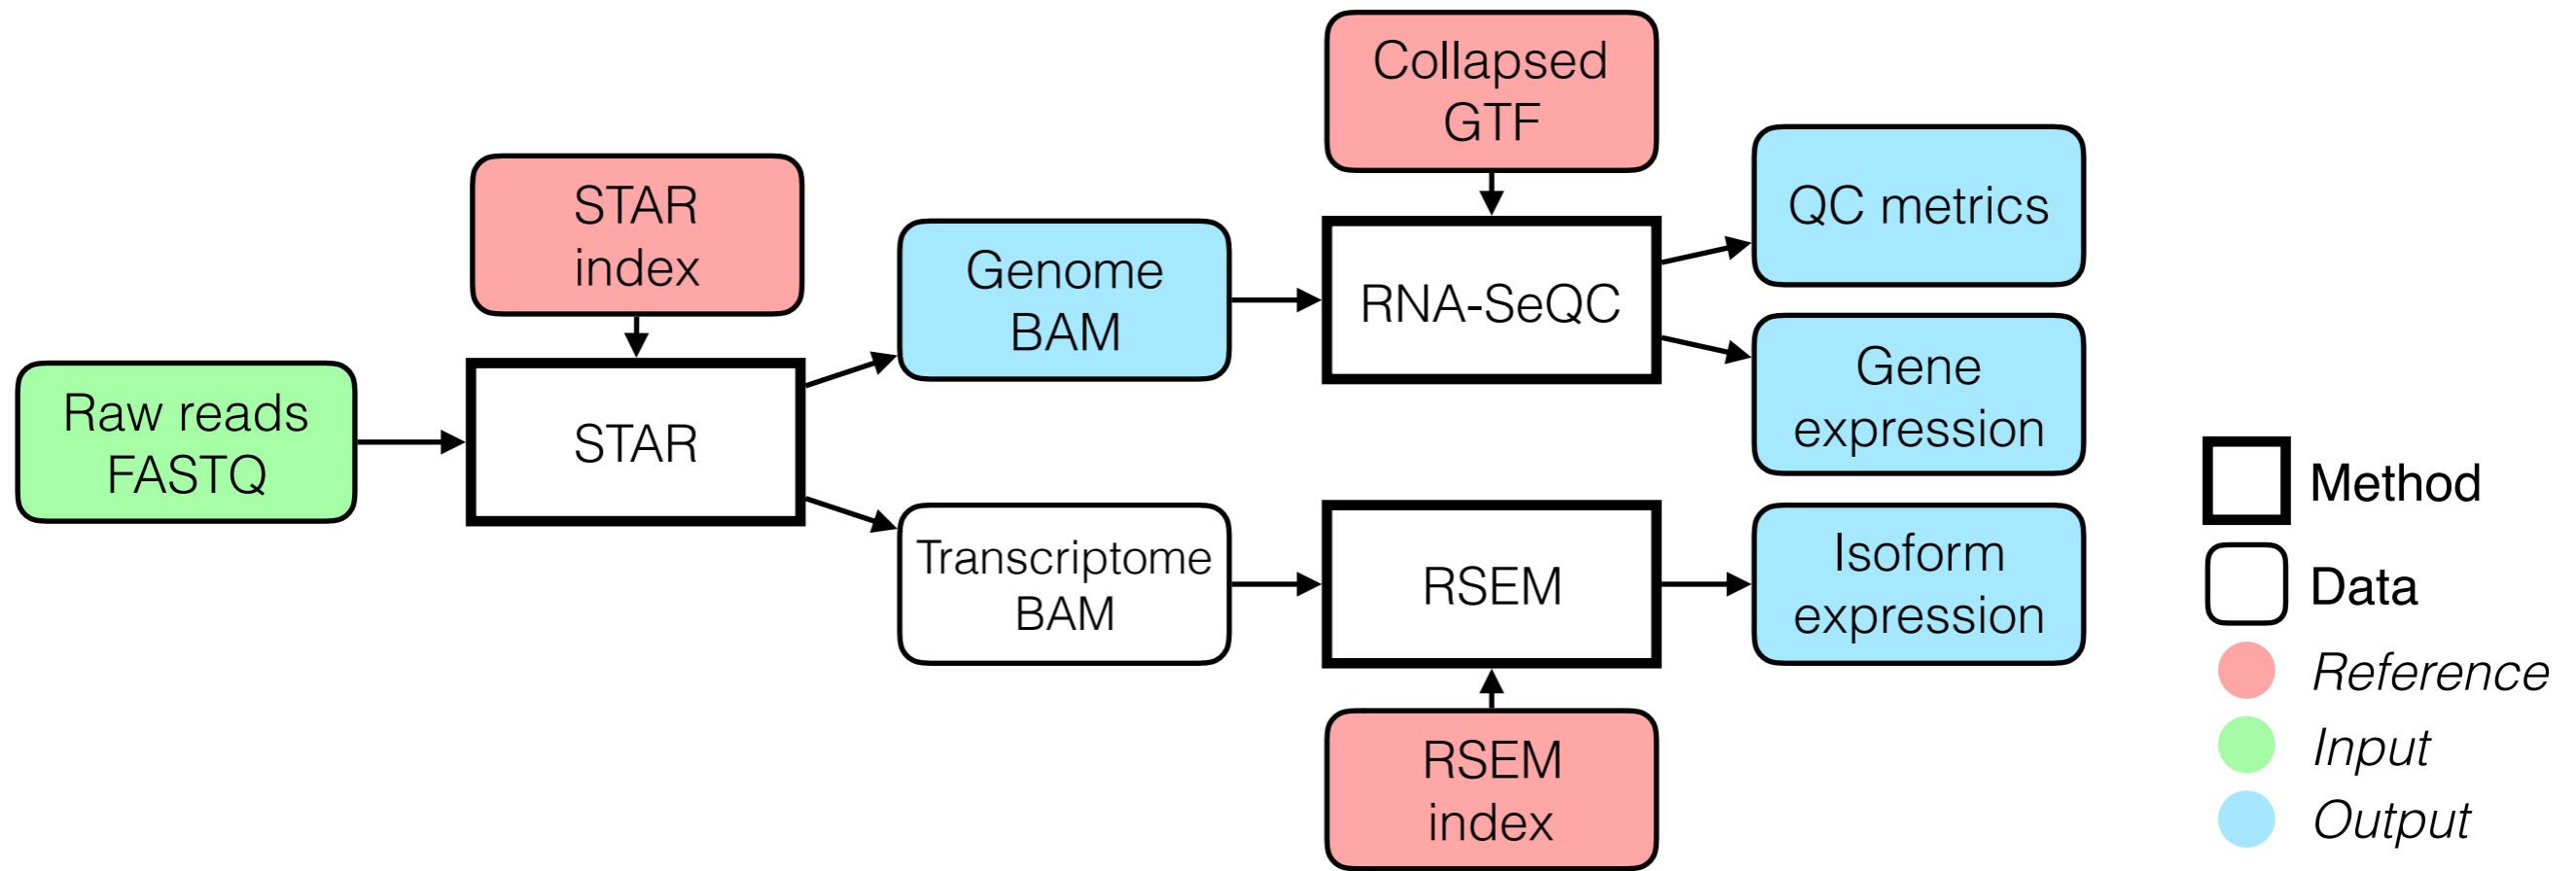 Collapsed
GTF
STAR
index
QC metrics
Genome
BAM
RNA-SeQC
Raw reads
FASTQ
STAR
Gene
expression
Transcriptome
BAM
RSEM
Isoform
expression
RSEM
index
Method
Data
Reference
Input
Output